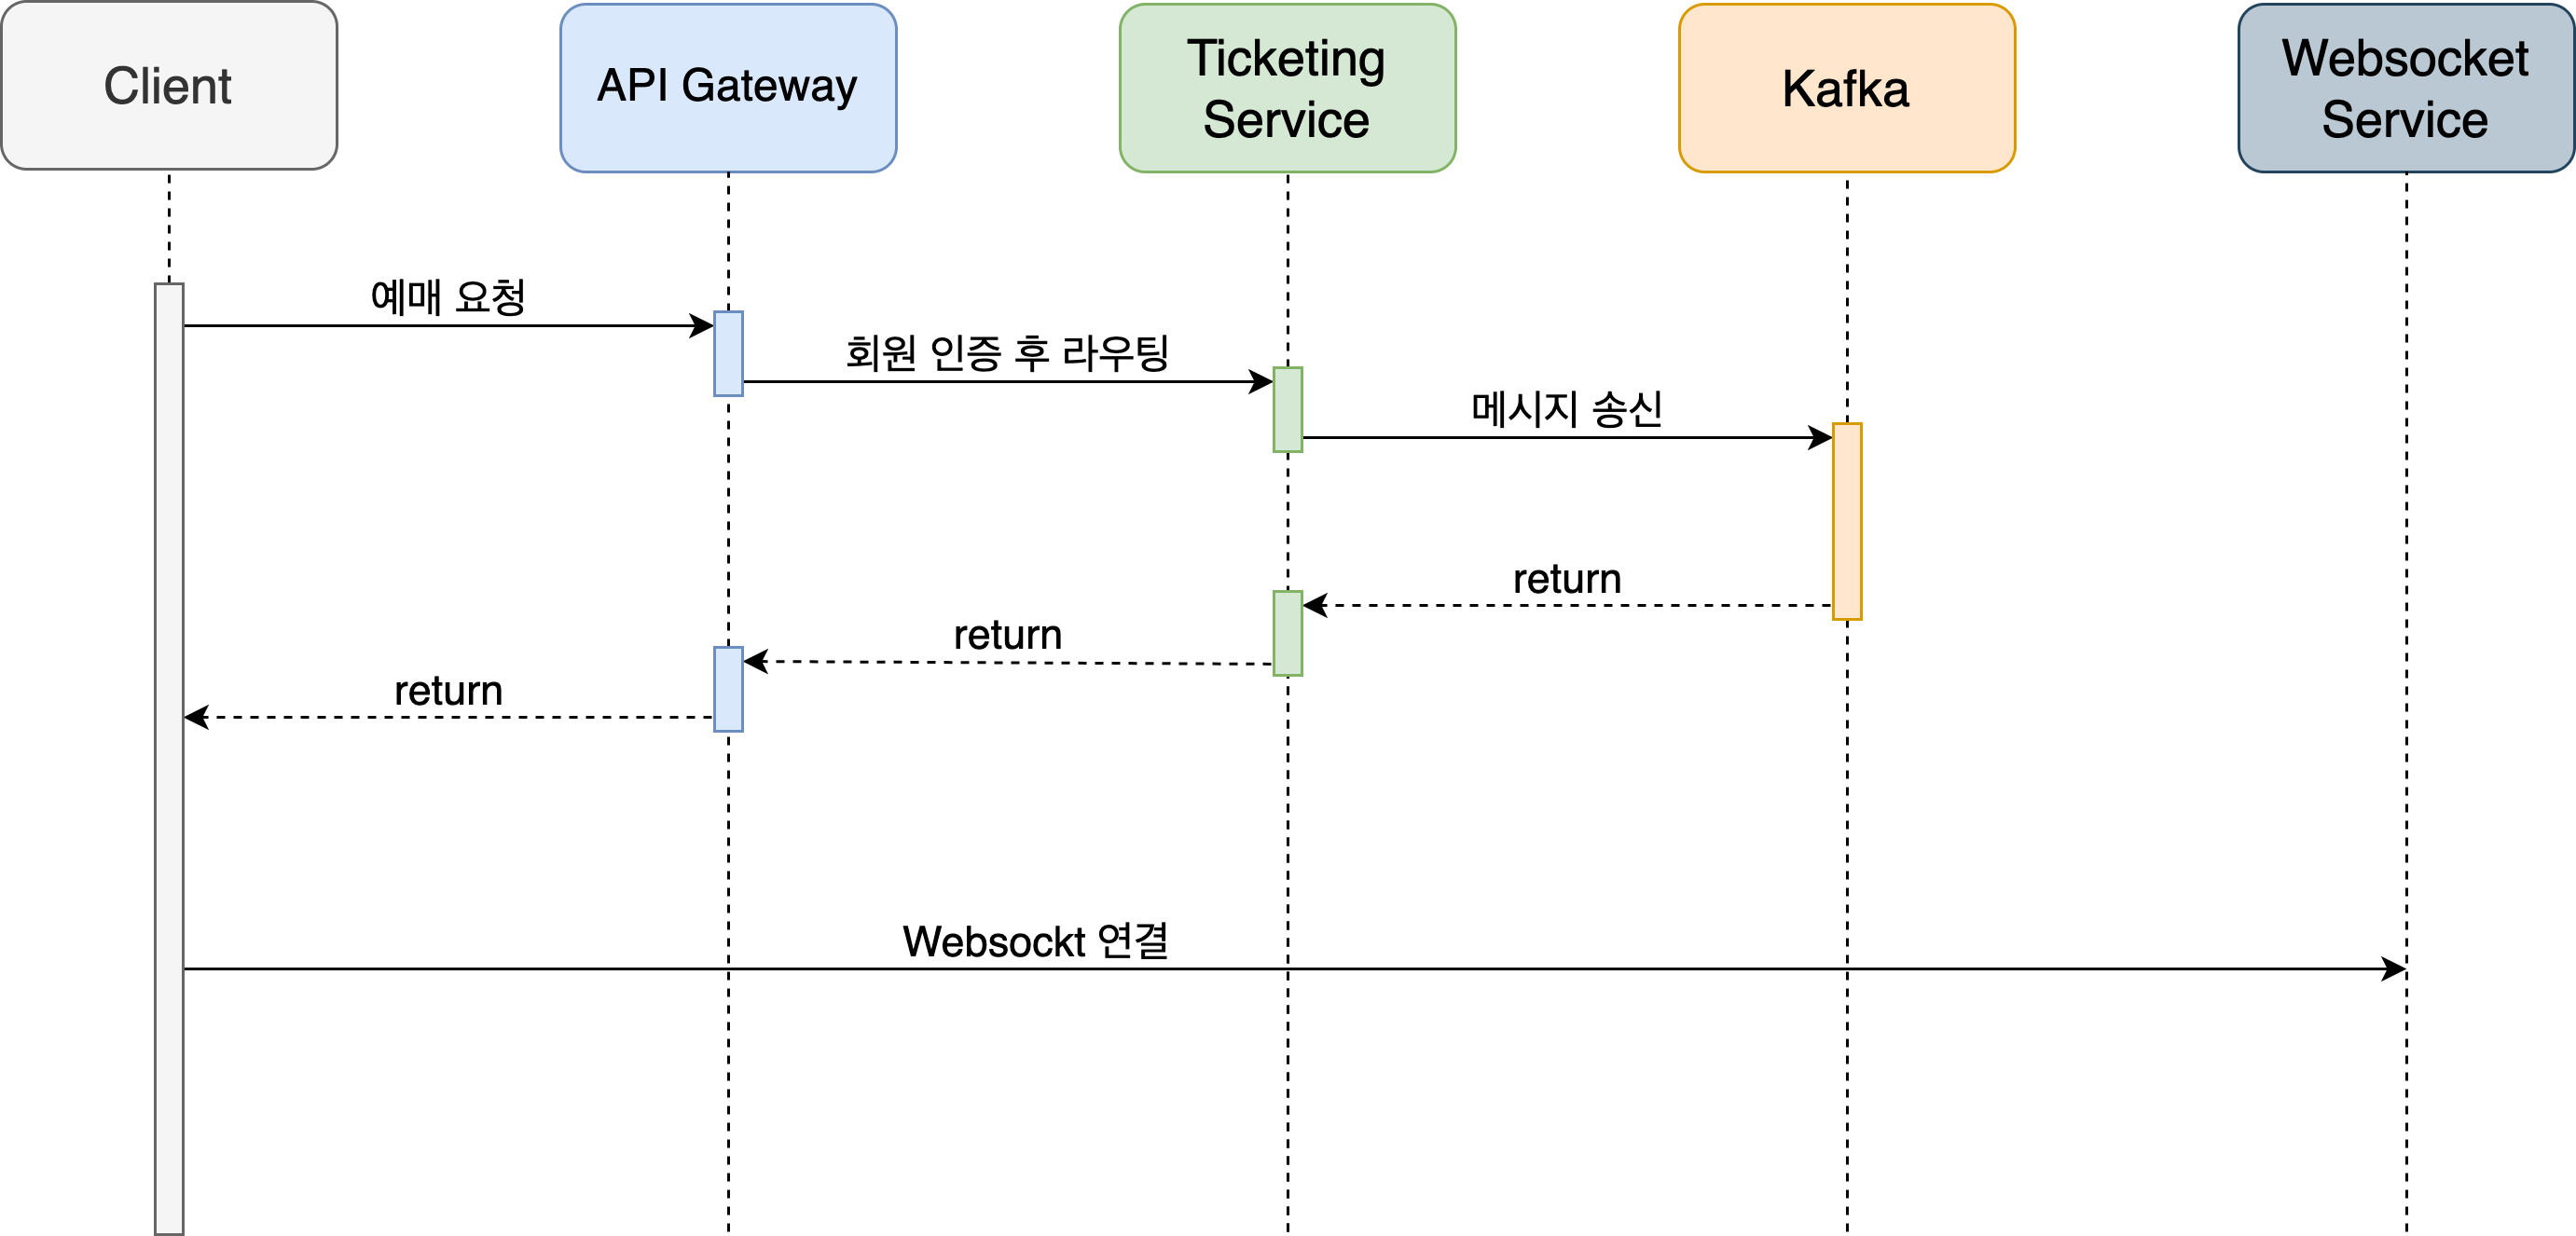 Client
API Gateway
Ticketing
Service
Kafka
Websocket
Service
예매 요청
회원 인증 후 라우팅
메시지 송신
return
return
return
Websockt 연결